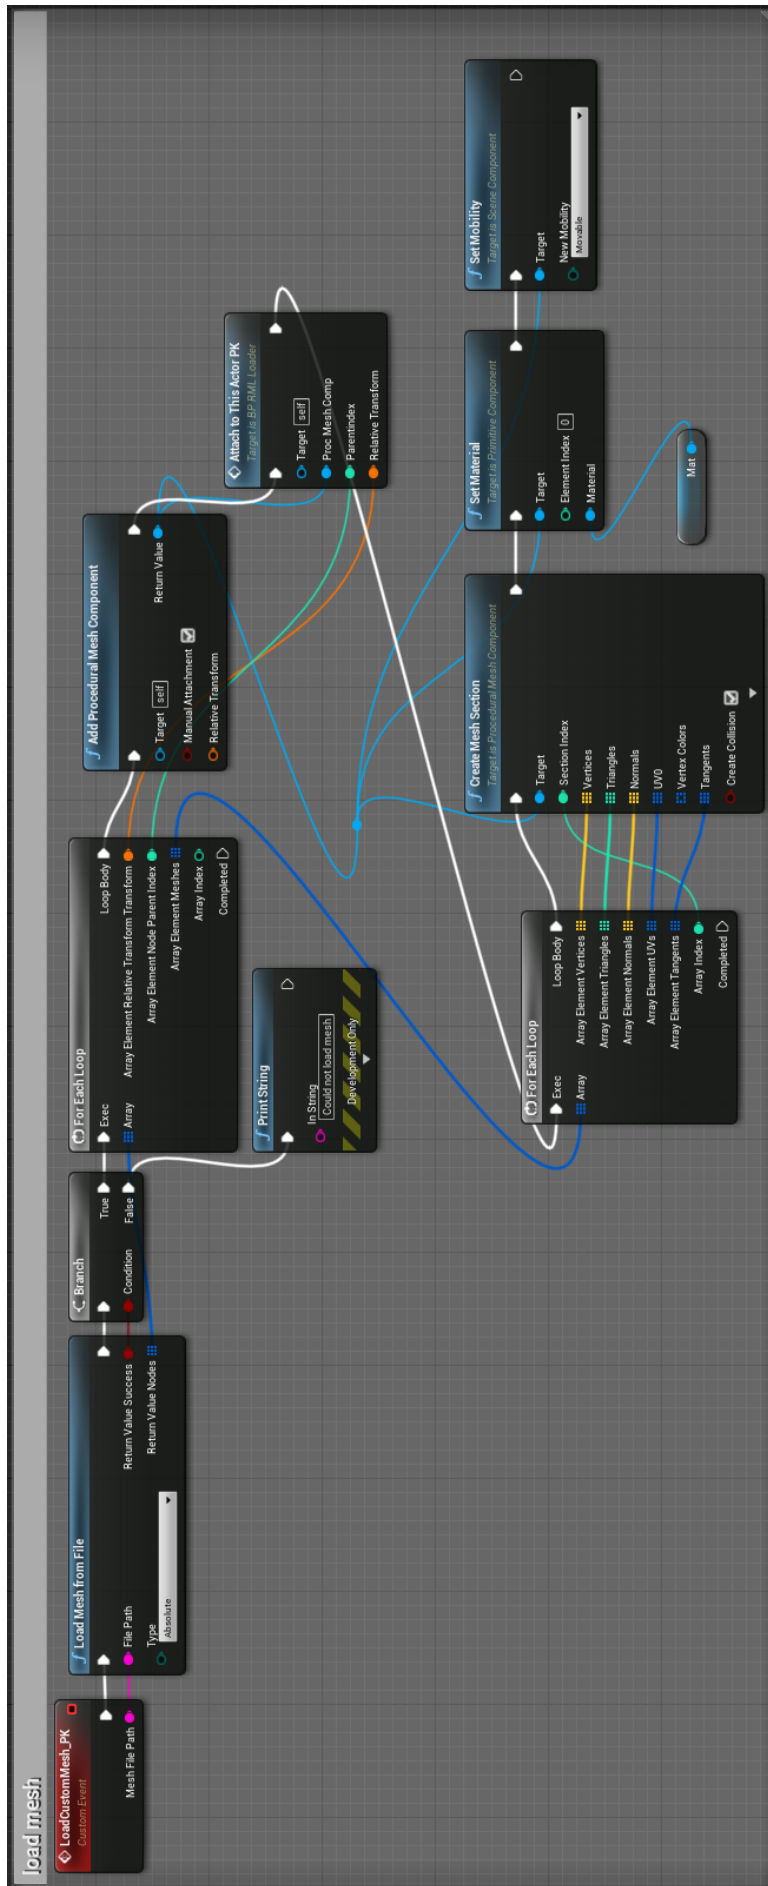 load mesh
LoadCustomMesh_PK
Custom Event
Mesh File Path
Load Mesh from File
File Path
Type
Absolute
Return Value Success
Return Value Nodes
Branch
Condition
True
False
For Each Loop
Exec
Array
Loop Body
Array Element Relative Transform Transform
Array Element Node Parent Index
Array Element Meshes
Array Index
Completed
Print String
In String
Could not load mesh
Development Only
Add Procedural Mesh Component
Target self
Manual Attachment
Relative Transform
Return Value
Attach to This Actor PK
Target is BP RML Loader
Target self
Proc Mesh Comp
Parentindex
Relative Transform
For Each Loop
Exec
Array
Loop Body
Array Element Vertices
Array Element Triangles
Array Element Normals
Array Element UVs
Array Element Tangents
Array Index
Completed
Create Mesh Section
Target is Procedural Mesh Component
Target
Section Index
Vertices
Triangles
Normals
UV0
Vertex Colors
Tangents
Create Collision
Set Material
Target is Primitive Component
Target
Element Index 0
Material
Mat
Set Mobility
Target is Scene Component
Target
New Mobility
Movable